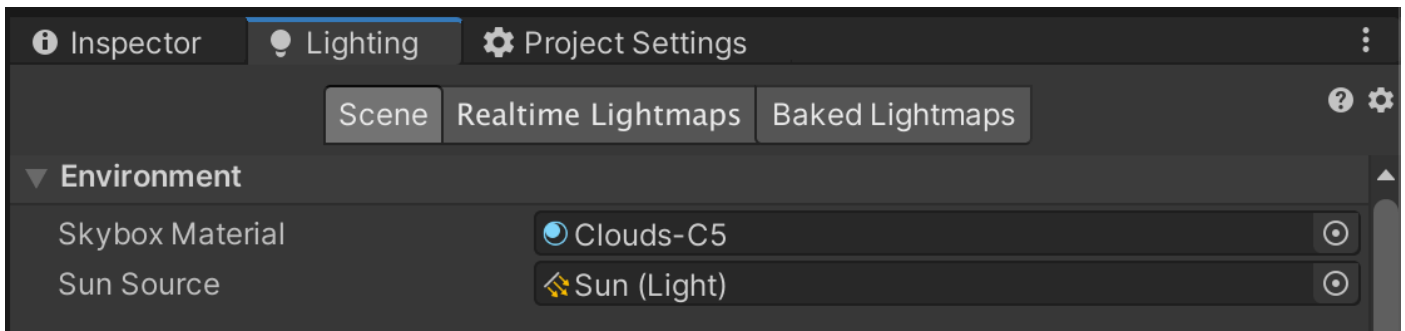 Inspector Lighting Project Settings
Scene Realtime Lightmaps Baked Lightmaps
Environment
Skybox Material Clouds-C5
Sun Source Sun (Light)